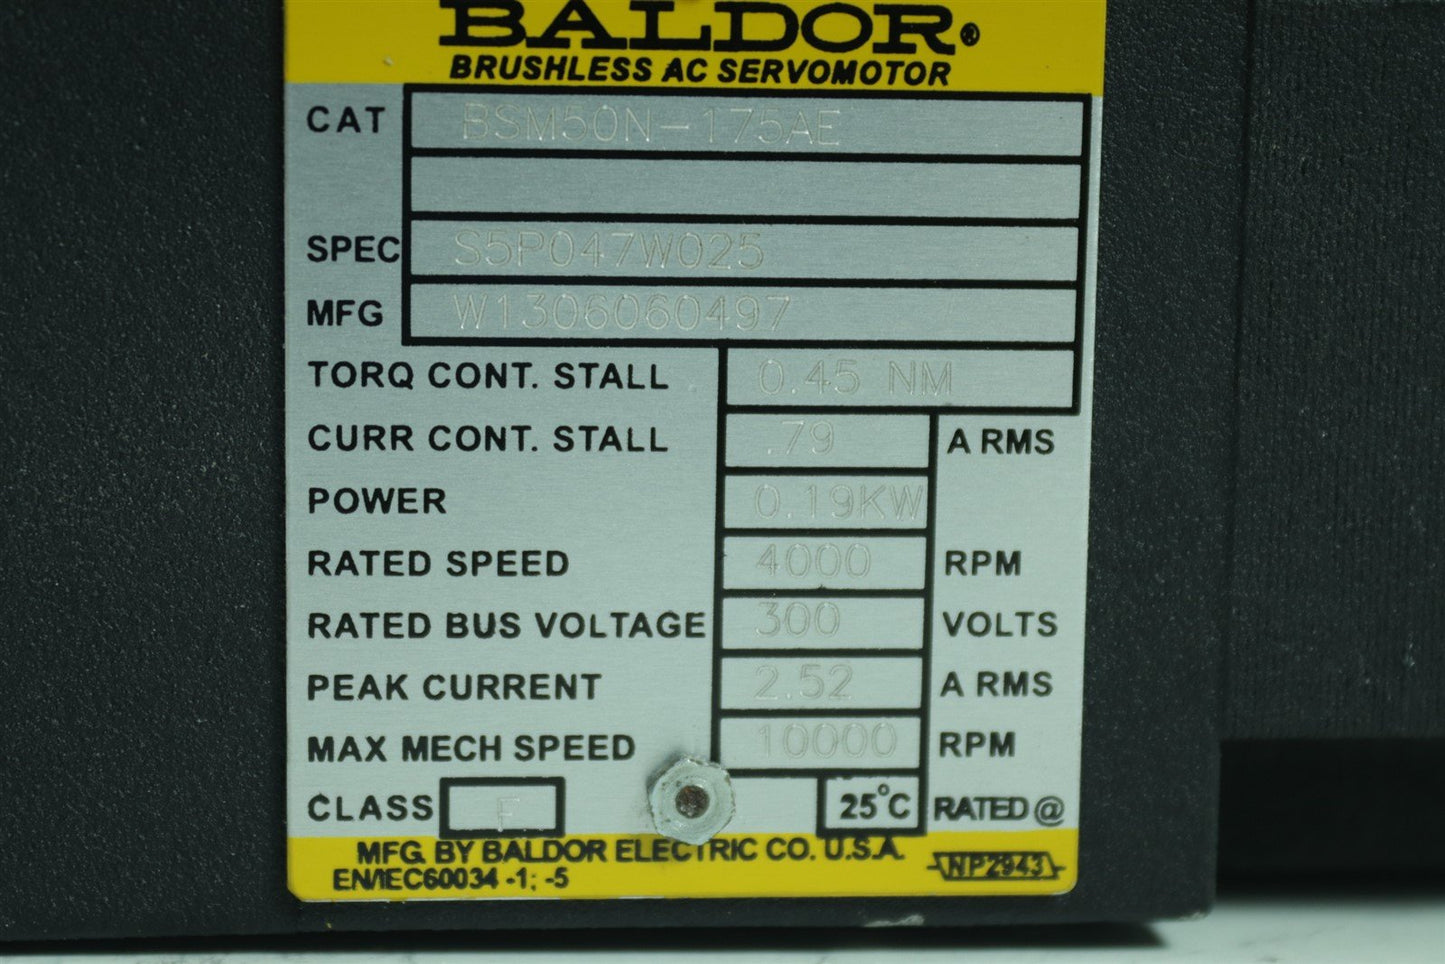 BALDOR®
BRUSHLESS AC SERVOMOTOR
CAT BSM50N-175AE
SPEC S5P047W025
MFG W1306060497
TORQ CONT. STALL 0.45 NM
CURR CONT. STALL .79 A RMS
POWER 0.19KW
RATED SPEED 4000 RPM
RATED BUS VOLTAGE 300 VOLTS
PEAK CURRENT 2.52 A RMS
MAX MECH SPEED 10000 RPM
CLASS F 25°C RATED @
MFG. BY BALDOR ELECTRIC CO. U.S.A.
EN/IEC60034 -1; -5
NP2943